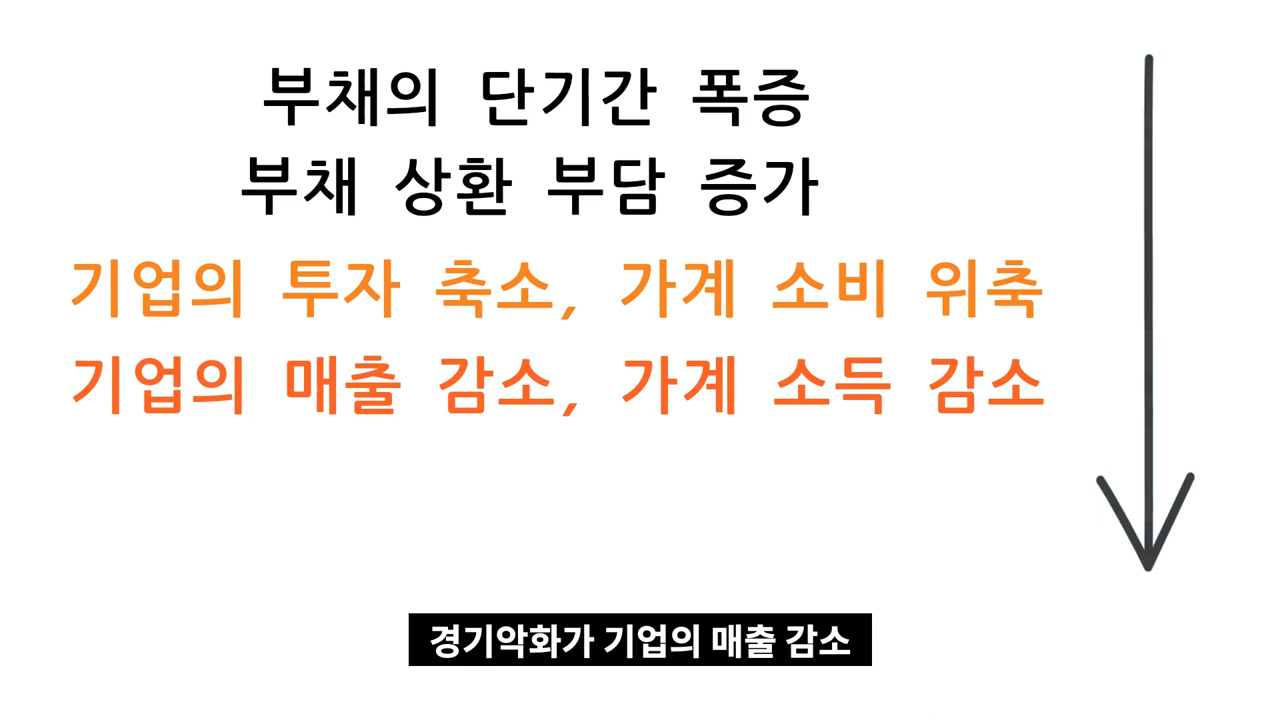 부채의 단기간 폭증
부채 상환 부담 증가
기업의 투자 축소, 가계 소비 위축
기업의 매출 감소, 가계 소득 감소
경기악화가 기업의 매출 감소